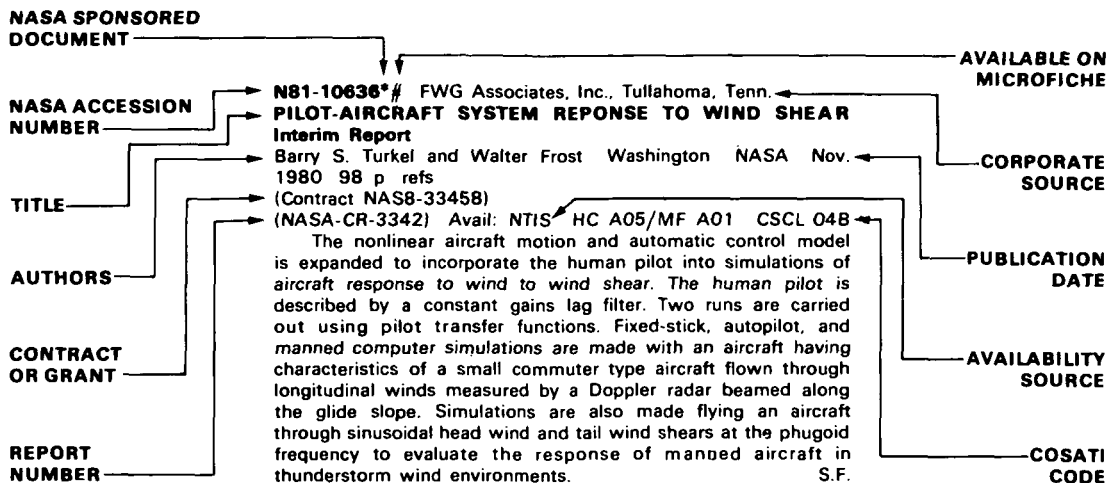 NASA SPONSORED
DOCUMENT
NASA ACCESSION
NUMBER
TITLE
AUTHORS
CONTRACT
OR GRANT
REPORT
NUMBER
N81-10636*# FWG Associates, Inc., Tullahoma, Tenn.
PILOT-AIRCRAFT SYSTEM REPONSE TO WIND SHEAR
Interim Report
Barry S. Turkel and Walter Frost Washington NASA Nov.
1980 98 p refs
(Contract NAS8-33458)
(NASA-CR-3342) Avail: NTIS HC A05/MF A01 CSCL 04B
The nonlinear aircraft motion and automatic control model
is expanded to incorporate the human pilot into simulations of
aircraft response to wind to wind shear. The human pilot is
described by a constant gains lag filter. Two runs are carried
out using pilot transfer functions. Fixed-stick, autopilot, and
manned computer simulations are made with an aircraft having
characteristics of a small commuter type aircraft flown through
longitudinal winds measured by a Doppler radar beamed along
the glide slope. Simulations are also made flying an aircraft
through sinusoidal head wind and tail wind shears at the phugoid
frequency to evaluate the response of manned aircraft in
thunderstorm wind environments. S.F.
AVAILABLE ON
MICROFICHE
CORPORATE
SOURCE
PUBLICATION
DATE
AVAILABILITY
SOURCE
COSATI
CODE